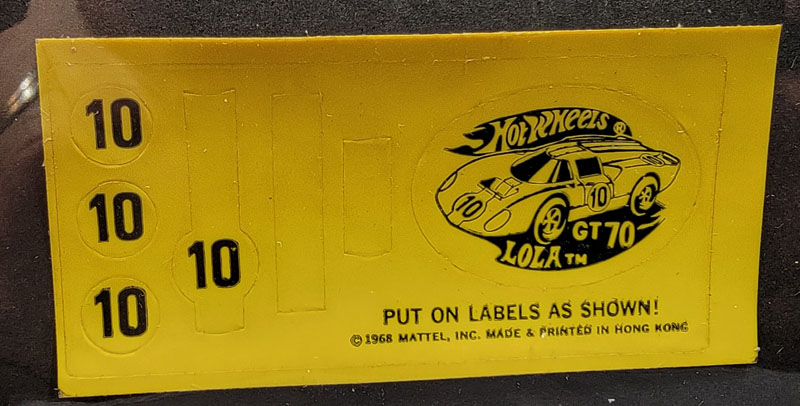 10
10
10
10
Hot Wheels ®
10
10
10
GT 70
LOLA TM
PUT ON LABELS AS SHOWN!
© 1968 MATTEL, INC. MADE & PRINTED IN HONG KONG